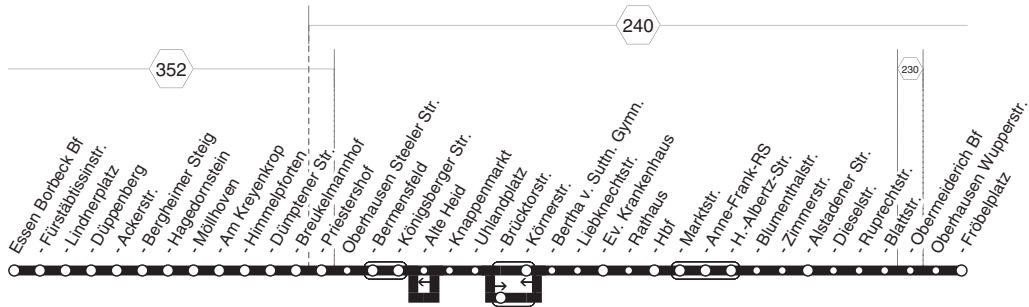 240
352
230
Essen Borbeck Bf
- Fürstäbtissinstr.
- Lindnerplatz
- Düppenberg
- Ackerstr.
- Bergheimer Steig
- Hagedornstein
- Möllhoven
- Am Kreyenkrop
- Himmelpforten
- Dümptener Str.
- Breukelmannhof
- Priestershof
Oberhausen Steeler Str.
- Bermensfeld
- Königsberger Str.
- Alte Heid
- Knappenmarkt
- Uhlandplatz
- Brücktorstr.
- Körnerstr.
- Bertha v. Suttn. Gymn.
- Liebknechtstr.
- Ev. Krankenhaus
- Rathaus
- Hbf
- Marktstr.
- Anne-Frank-RS
- H.-Albertz-Str.
- Blumenthalstr.
- Zimmerstr.
- Alstadener Str.
- Dieselstr.
- Ruprechtstr.
- Blattstr.
- Obermeiderich Bf
Oberhausen Wupperstr.
- Fröbelplatz